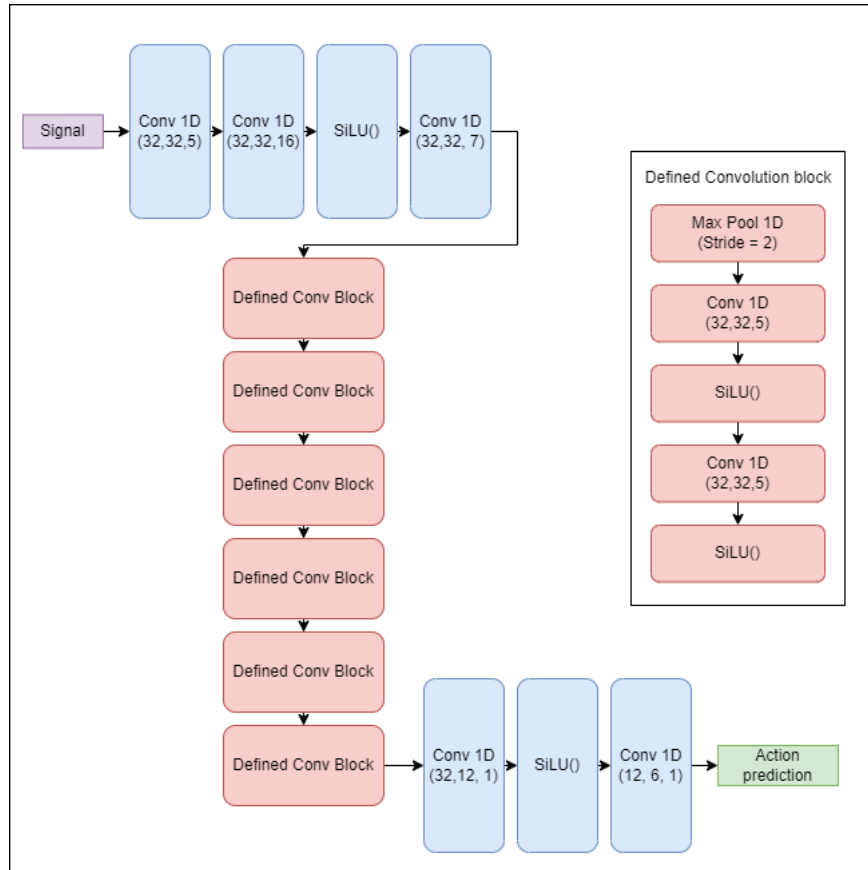 Signal
Conv 1D
(32,32,5)
Conv 1D
(32,32,16)
SiLU()
Conv 1D
(32,32, 7)
Defined Conv Block
Defined Conv Block
Defined Conv Block
Defined Conv Block
Defined Conv Block
Defined Conv Block
Conv 1D
(32,12, 1)
SiLU()
Conv 1D
(12, 6, 1)
Action
prediction
Defined Convolution block
Max Pool 1D
(Stride = 2)
Conv 1D
(32,32,5)
SiLU()
Conv 1D
(32,32,5)
SiLU()